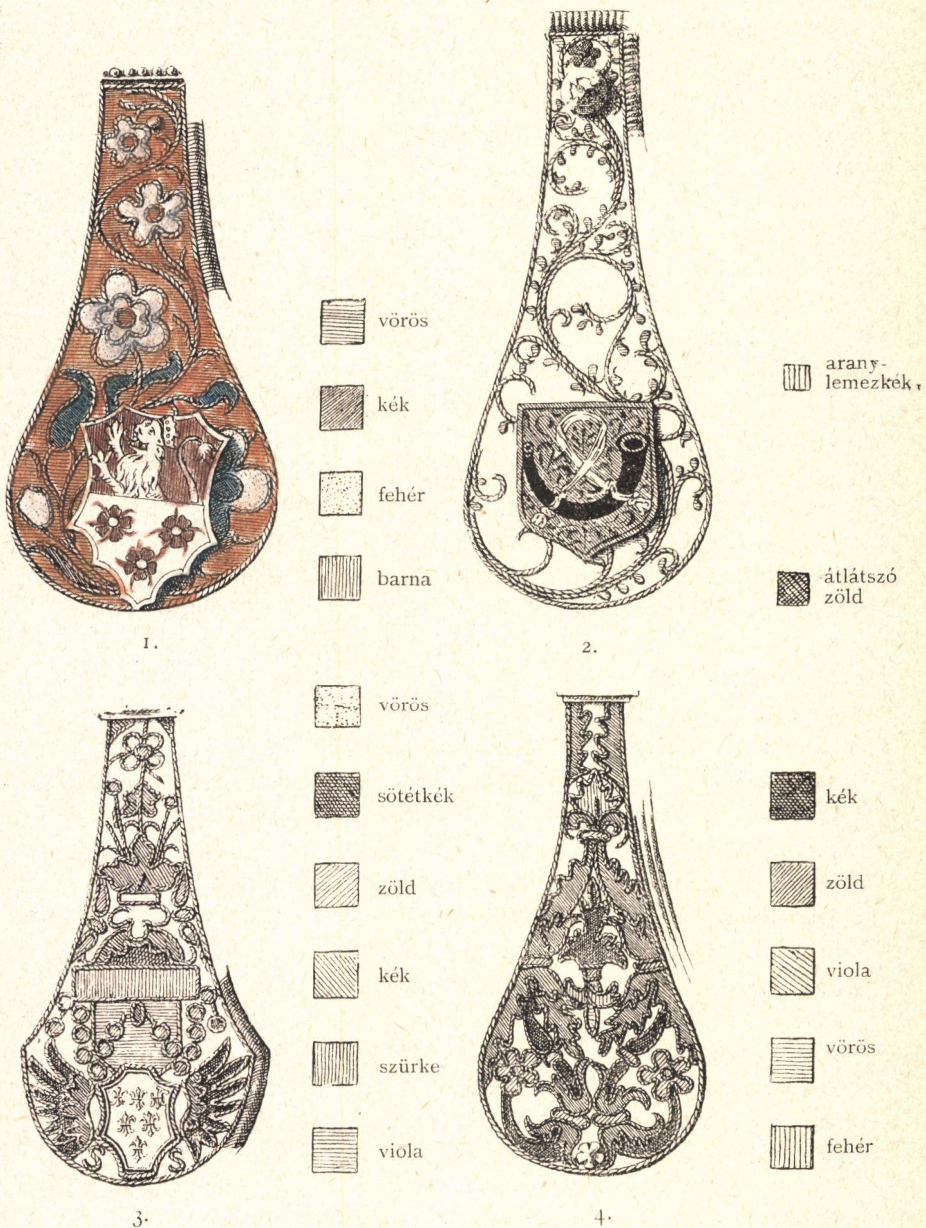 vörös
kék
fehér
barna
1.
arany-
lemezkék,
átlátszó
zöld
2.
vörös
sötétkék
zöld
kék
szürke
viola
3.
kék
zöld
viola
vörös
fehér
4.